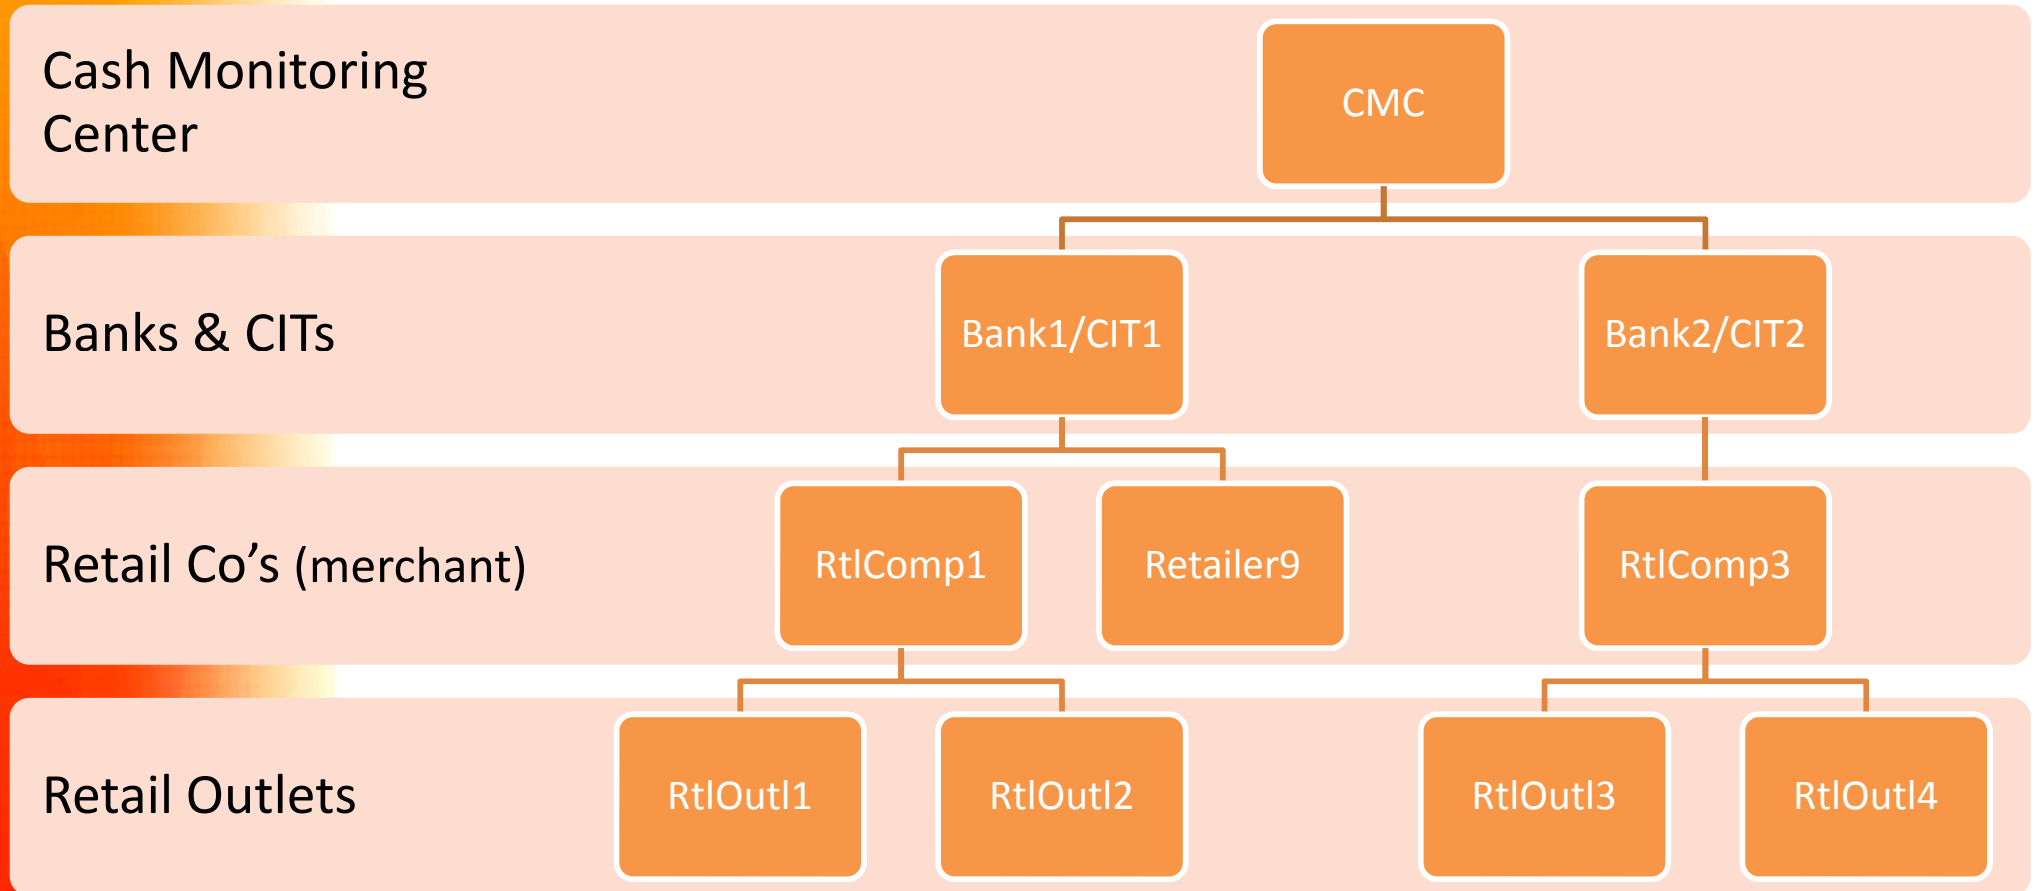 Cash Monitoring
Center
CMC
Banks & CITs
Bank1/CIT1
Bank2/CIT2
Retail Co’s (merchant)
RtlComp1
Retailer9
RtlComp3
Retail Outlets
RtlOutl1
RtlOutl2
RtlOutl3
RtlOutl4